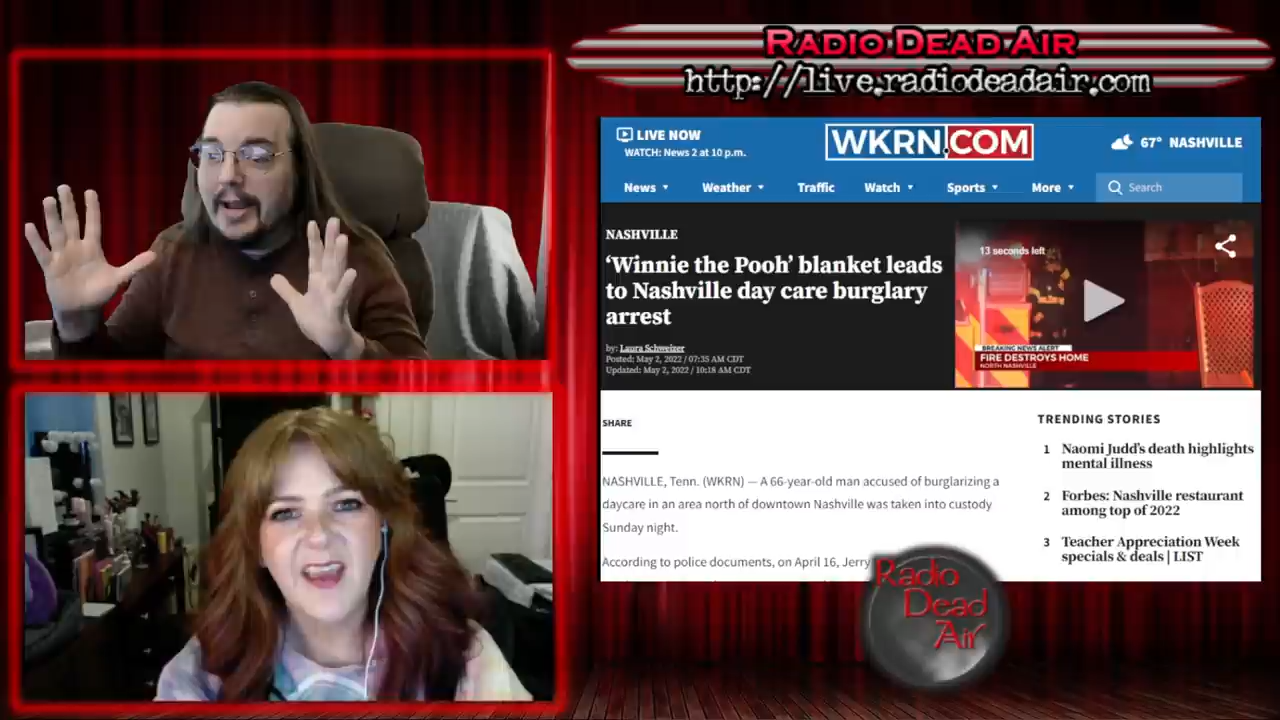 RADIO DEAD AIR
http://live.radiodeadair.com
LIVE NOW
WATCH: News 2 at 10 p.m.
WKRN.COM
67° NASHVILLE
News
Weather
Traffic
Watch
Sports
More
Search
NASHVILLE
‘Winnie the Pooh’ blanket leads
to Nashville day care burglary
arrest
by: Laura Schweizer
Posted: May 2, 2022 / 07:35 AM CDT
Updated: May 2, 2022 / 10:18 AM CDT
13 seconds left
BREAKING NEWS ALERT
FIRE DESTROYS HOME
NORTH NASHVILLE
SHARE
NASHVILLE, Tenn. (WKRN) — A 66-year-old man accused of burglarizing a
daycare in an area north of downtown Nashville was taken into custody
Sunday night.
According to police documents, on April 16, Jerry
TRENDING STORIES
1 Naomi Judd’s death highlights
mental illness
2 Forbes: Nashville restaurant
among top of 2022
3 Teacher Appreciation Week
specials & deals | LIST
Radio
Dead
Air